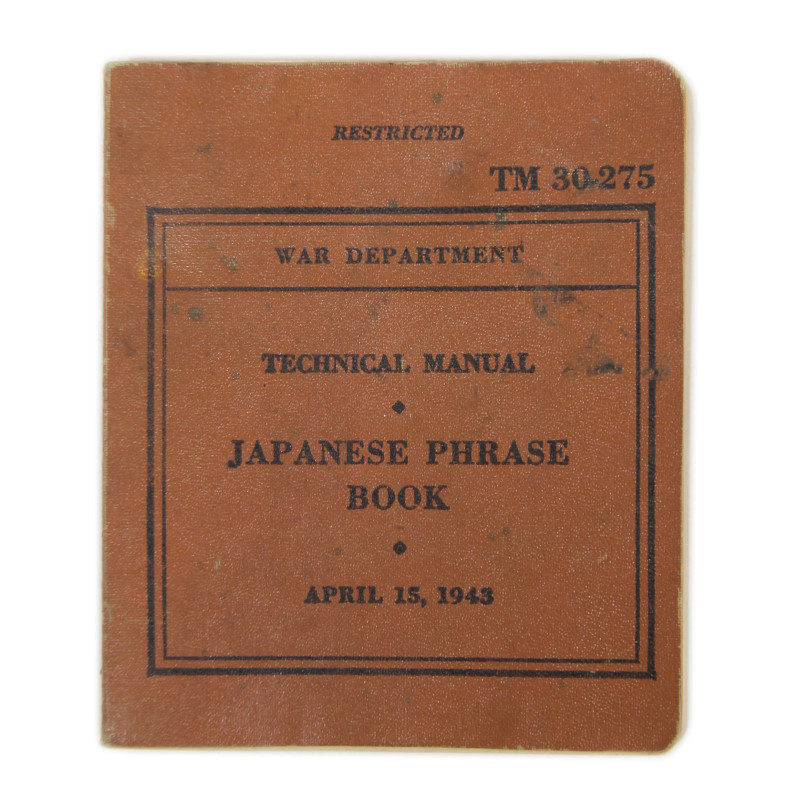 RESTRICTED
TM 30-275
WAR DEPARTMENT
TECHNICAL MANUAL
JAPANESE PHRASE
BOOK
APRIL 15, 1943